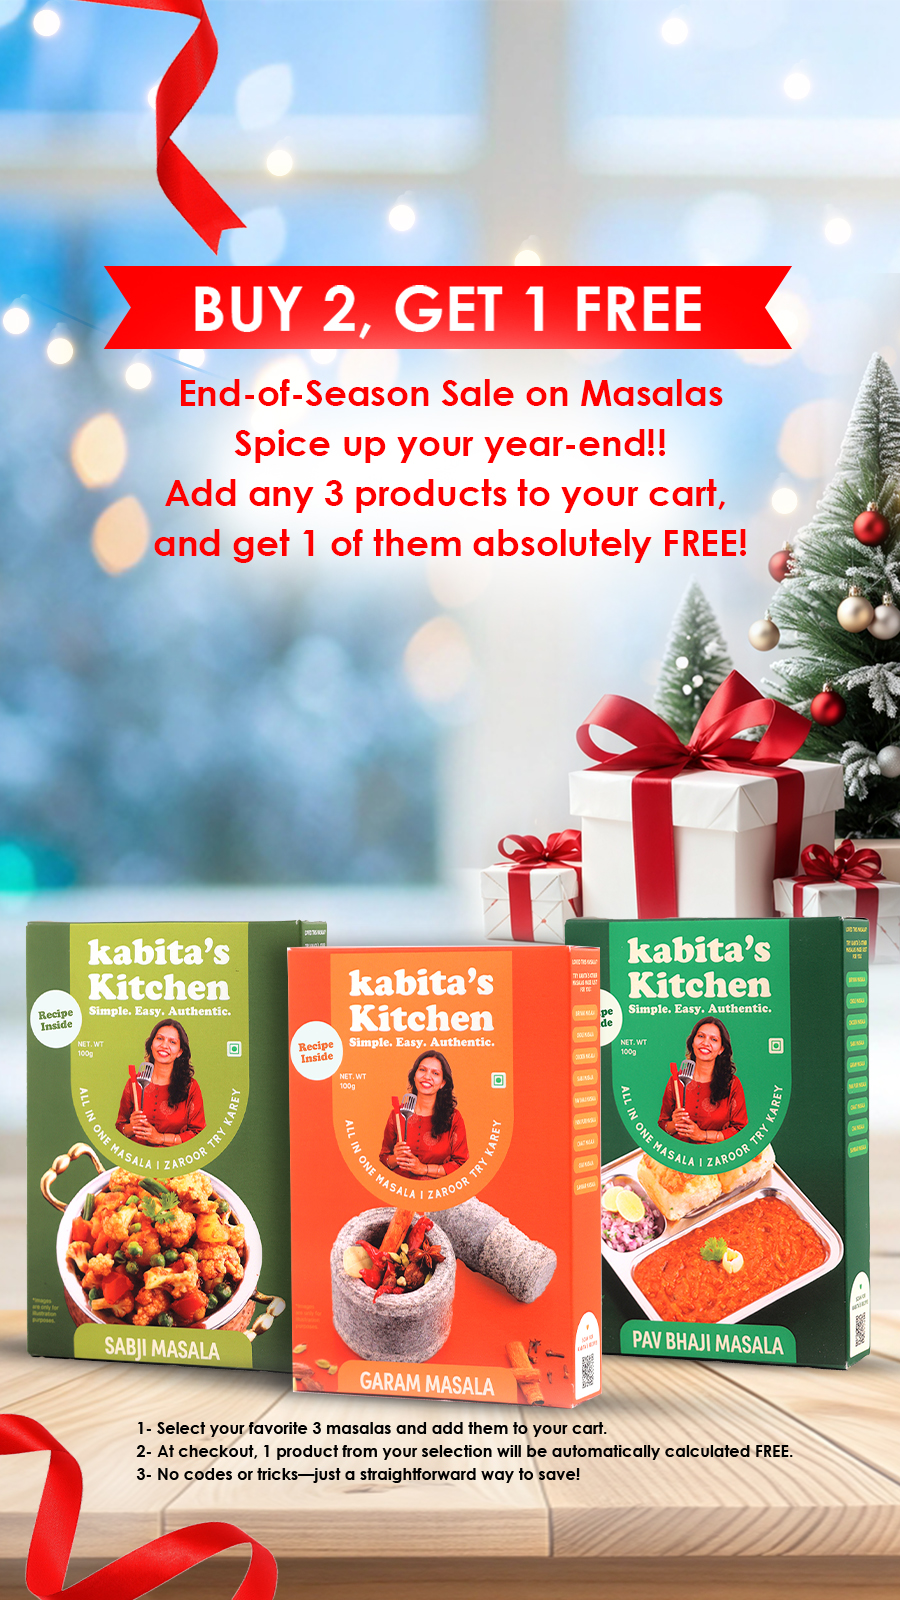 BUY 2, GET 1 FREE
End-of-Season Sale on Masalas
Spice up your year-end!!
Add any 3 products to your cart,
and get 1 of them absolutely FREE!
kabita's
Kitchen
Simple. Easy. Authentic.
Recipe
Inside
NET. WT
100g
ALL IN ONE MASALA | ZAROOR TRY KAREY
*Images
are only for
illustration
purposes.
SABJI MASALA
kabita's
Kitchen
Simple. Easy. Authentic.
Recipe
Inside
NET. WT
100g
ALL IN ONE MASALA | ZAROOR TRY KAREY
GARAM MASALA
kabita's
Kitchen
Simple. Easy. Authentic.
NET. WT
100g
ALL IN ONE MASALA | ZAROOR TRY KAREY
PAV BHAJI MASALA
1- Select your favorite 3 masalas and add them to your cart.
2- At checkout, 1 product from your selection will be automatically calculated FREE.
3- No codes or tricks—just a straightforward way to save!